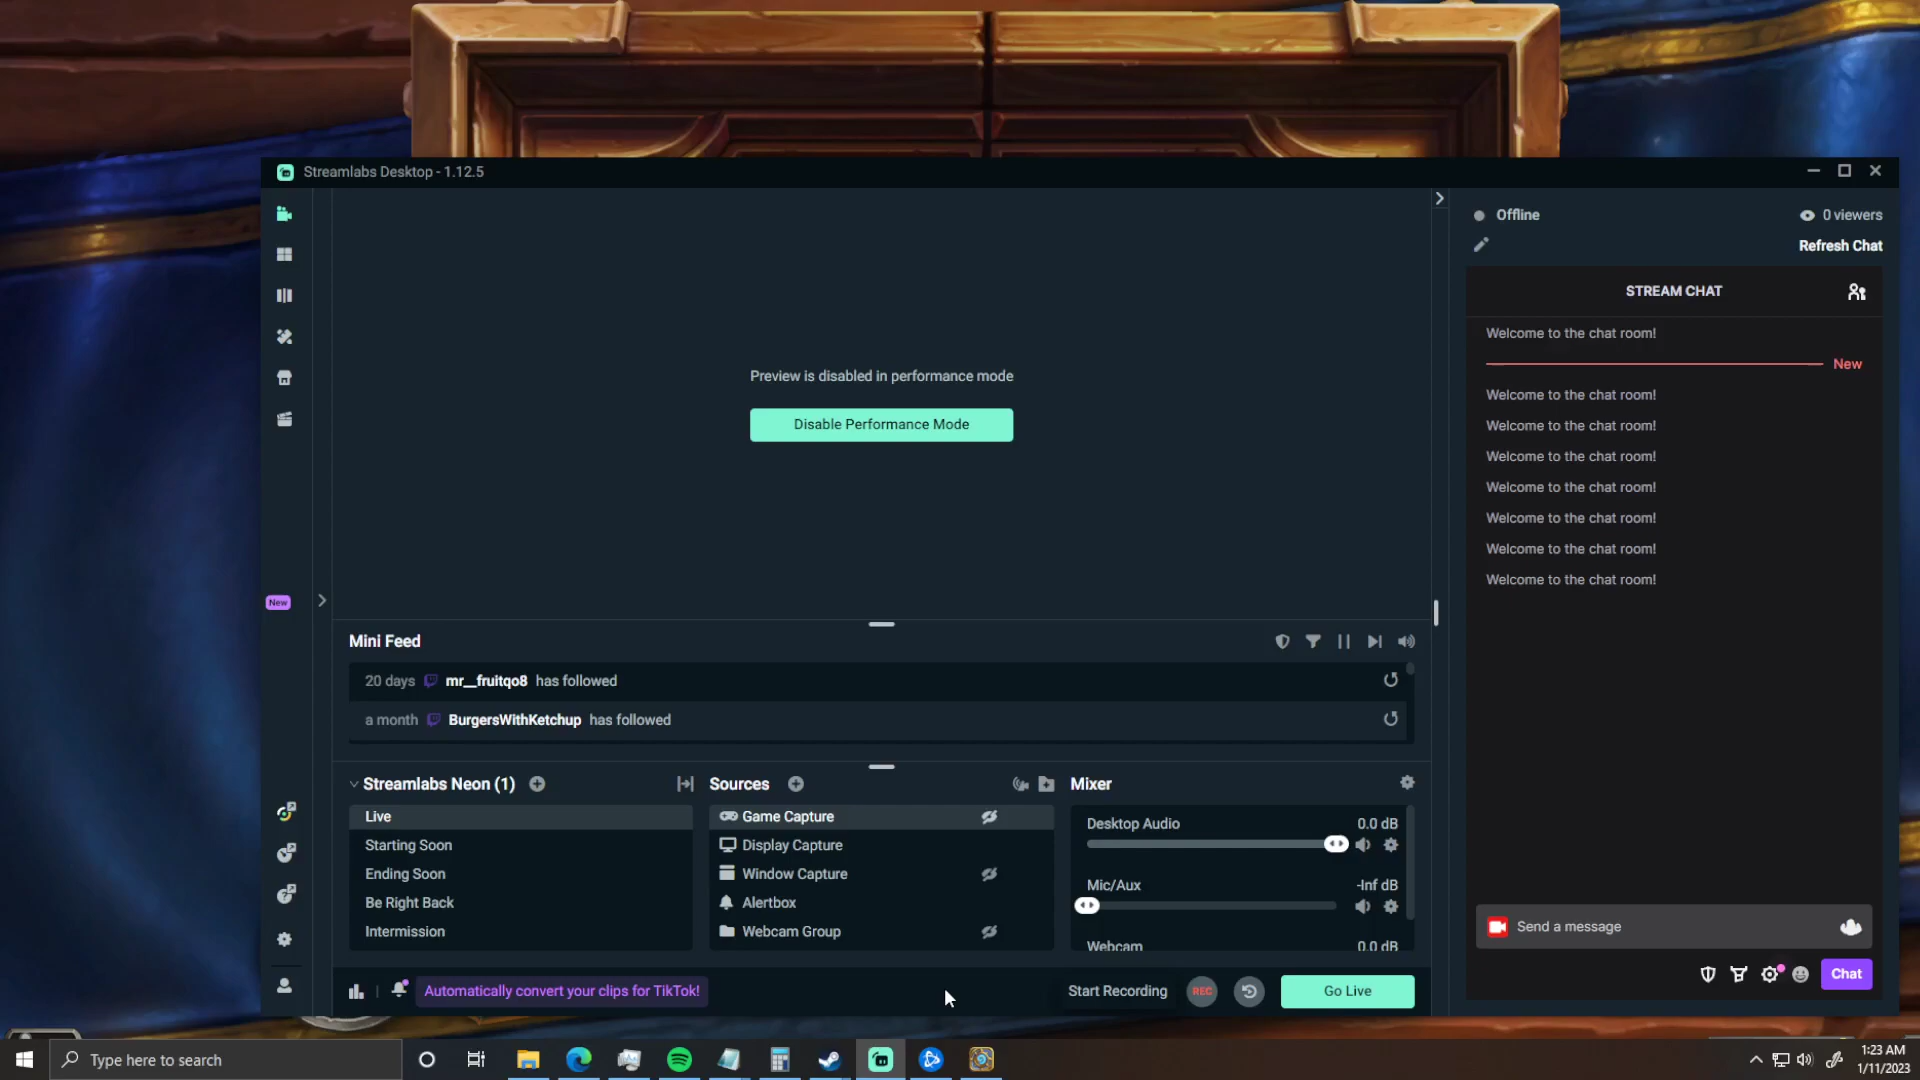 Streamlabs Desktop - 1.12.5
Offline
0 viewers
Refresh Chat
STREAM CHAT
Welcome to the chat room!
New
Welcome to the chat room!
Welcome to the chat room!
Welcome to the chat room!
Welcome to the chat room!
Welcome to the chat room!
Welcome to the chat room!
Welcome to the chat room!
Preview is disabled in performance mode
Disable Performance Mode
New
Mini Feed
20 days mr__fruitqo8 has followed
a month BurgersWithKetchup has followed
Streamlabs Neon (1)
Live
Starting Soon
Ending Soon
Be Right Back
Intermission
Sources
Game Capture
Display Capture
Window Capture
Alertbox
Webcam Group
Mixer
Desktop Audio 0.0 dB
Mic/Aux -Inf dB
Webcam 0.0 dB
Send a message
Chat
Automatically convert your clips for TikTok!
Start Recording
REC
Go Live
Type here to search
1:23 AM
1/11/2023